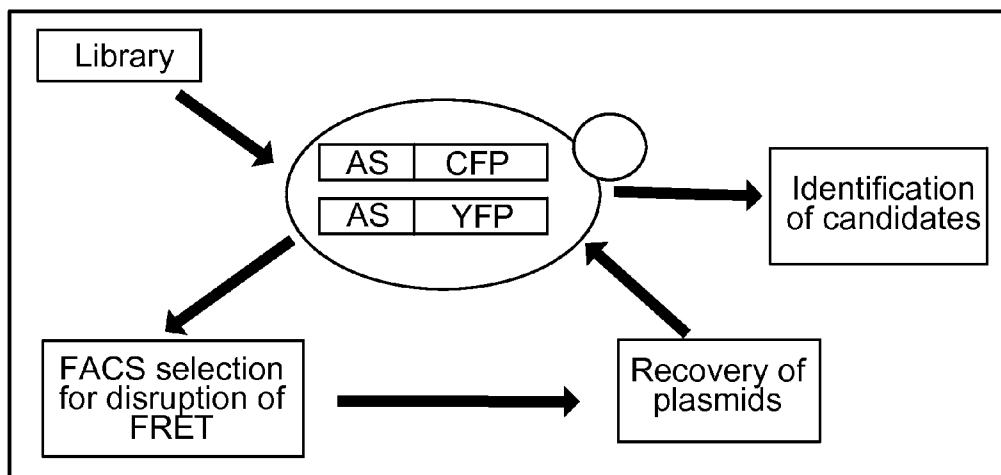 Library
AS CFP
AS YFP
Identification
of candidates
FACS selection
for disruption of
FRET
Recovery of
plasmids